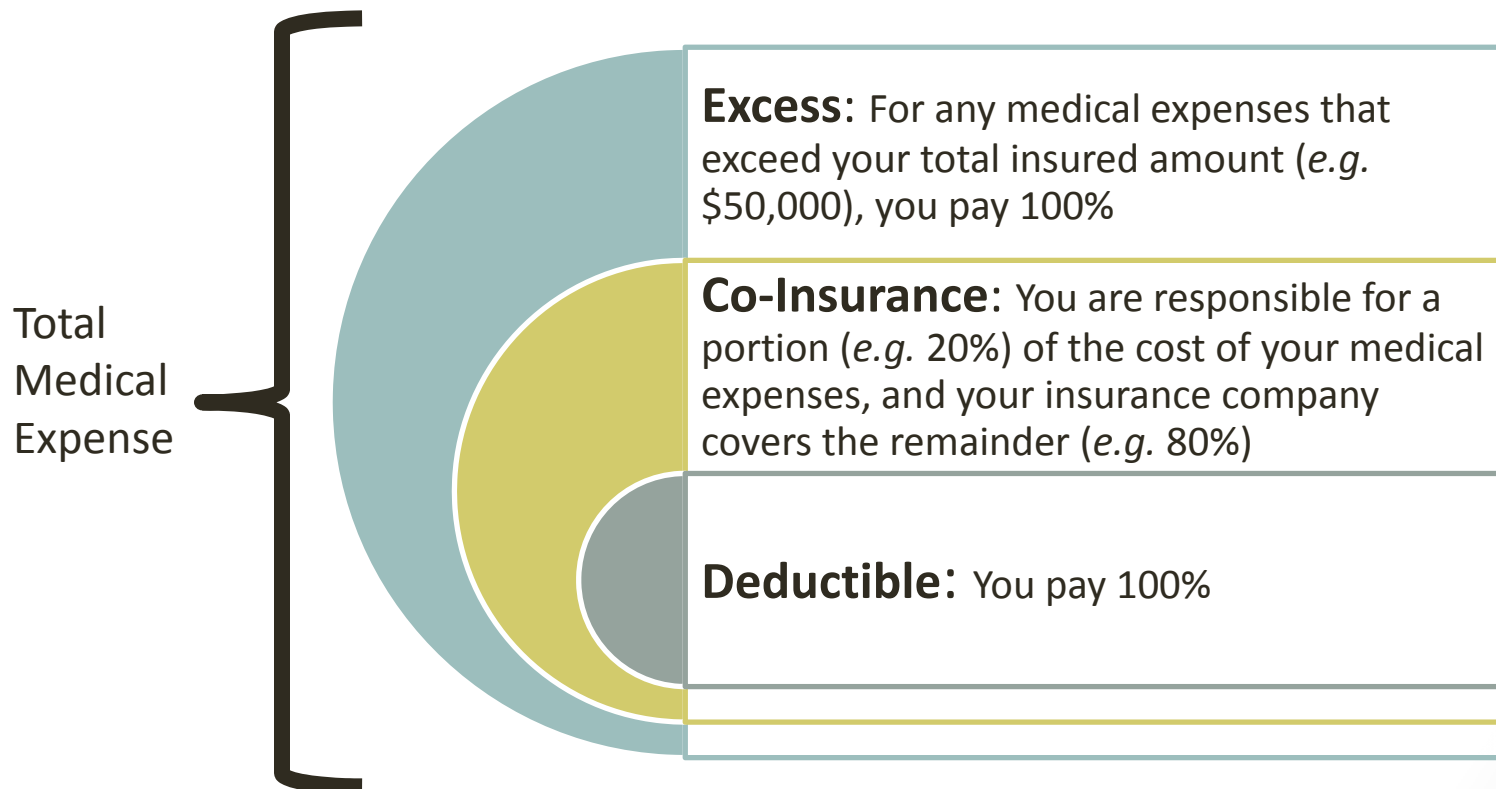 Total
Medical
Expense
Excess: For any medical expenses that
exceed your total insured amount (e.g.
$50,000), you pay 100%
Co-Insurance: You are responsible for a
portion (e.g. 20%) of the cost of your medical
expenses, and your insurance company
covers the remainder (e.g. 80%)
Deductible: You pay 100%